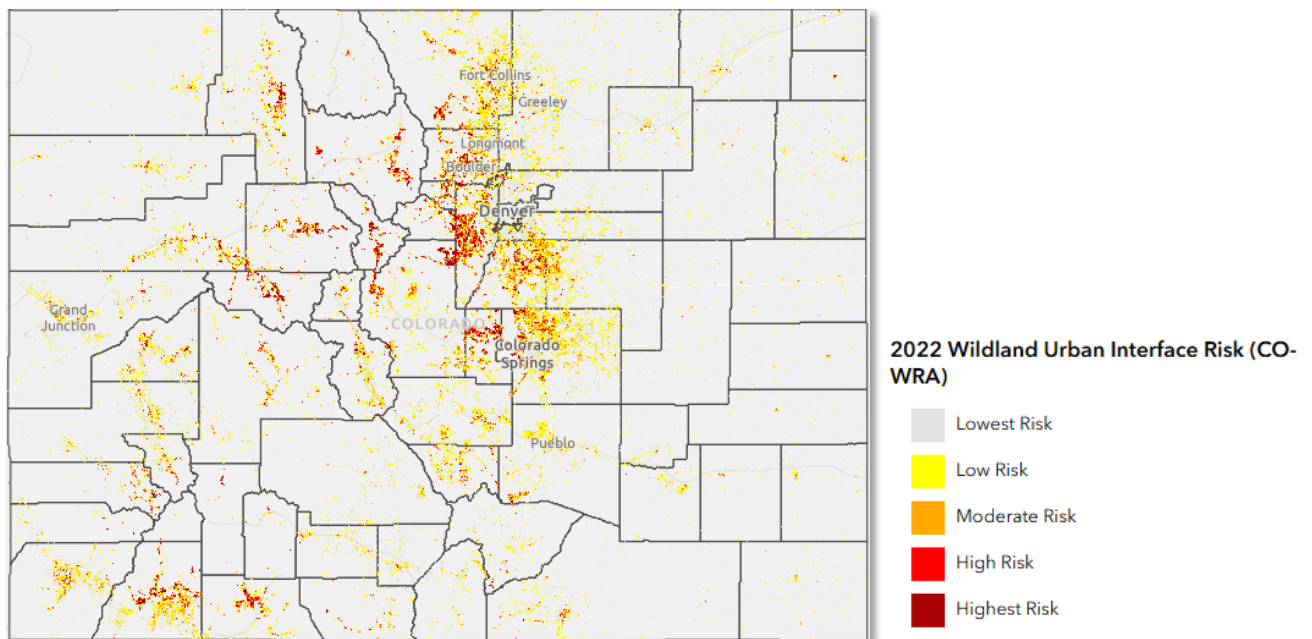 Fort Collins
Greeley
Longmont
Boulder
Denver
Grand
Junction
COLORADO
Colorado
Springs
Pueblo
2022 Wildland Urban Interface Risk (CO-
WRA)
Lowest Risk
Low Risk
Moderate Risk
High Risk
Highest Risk